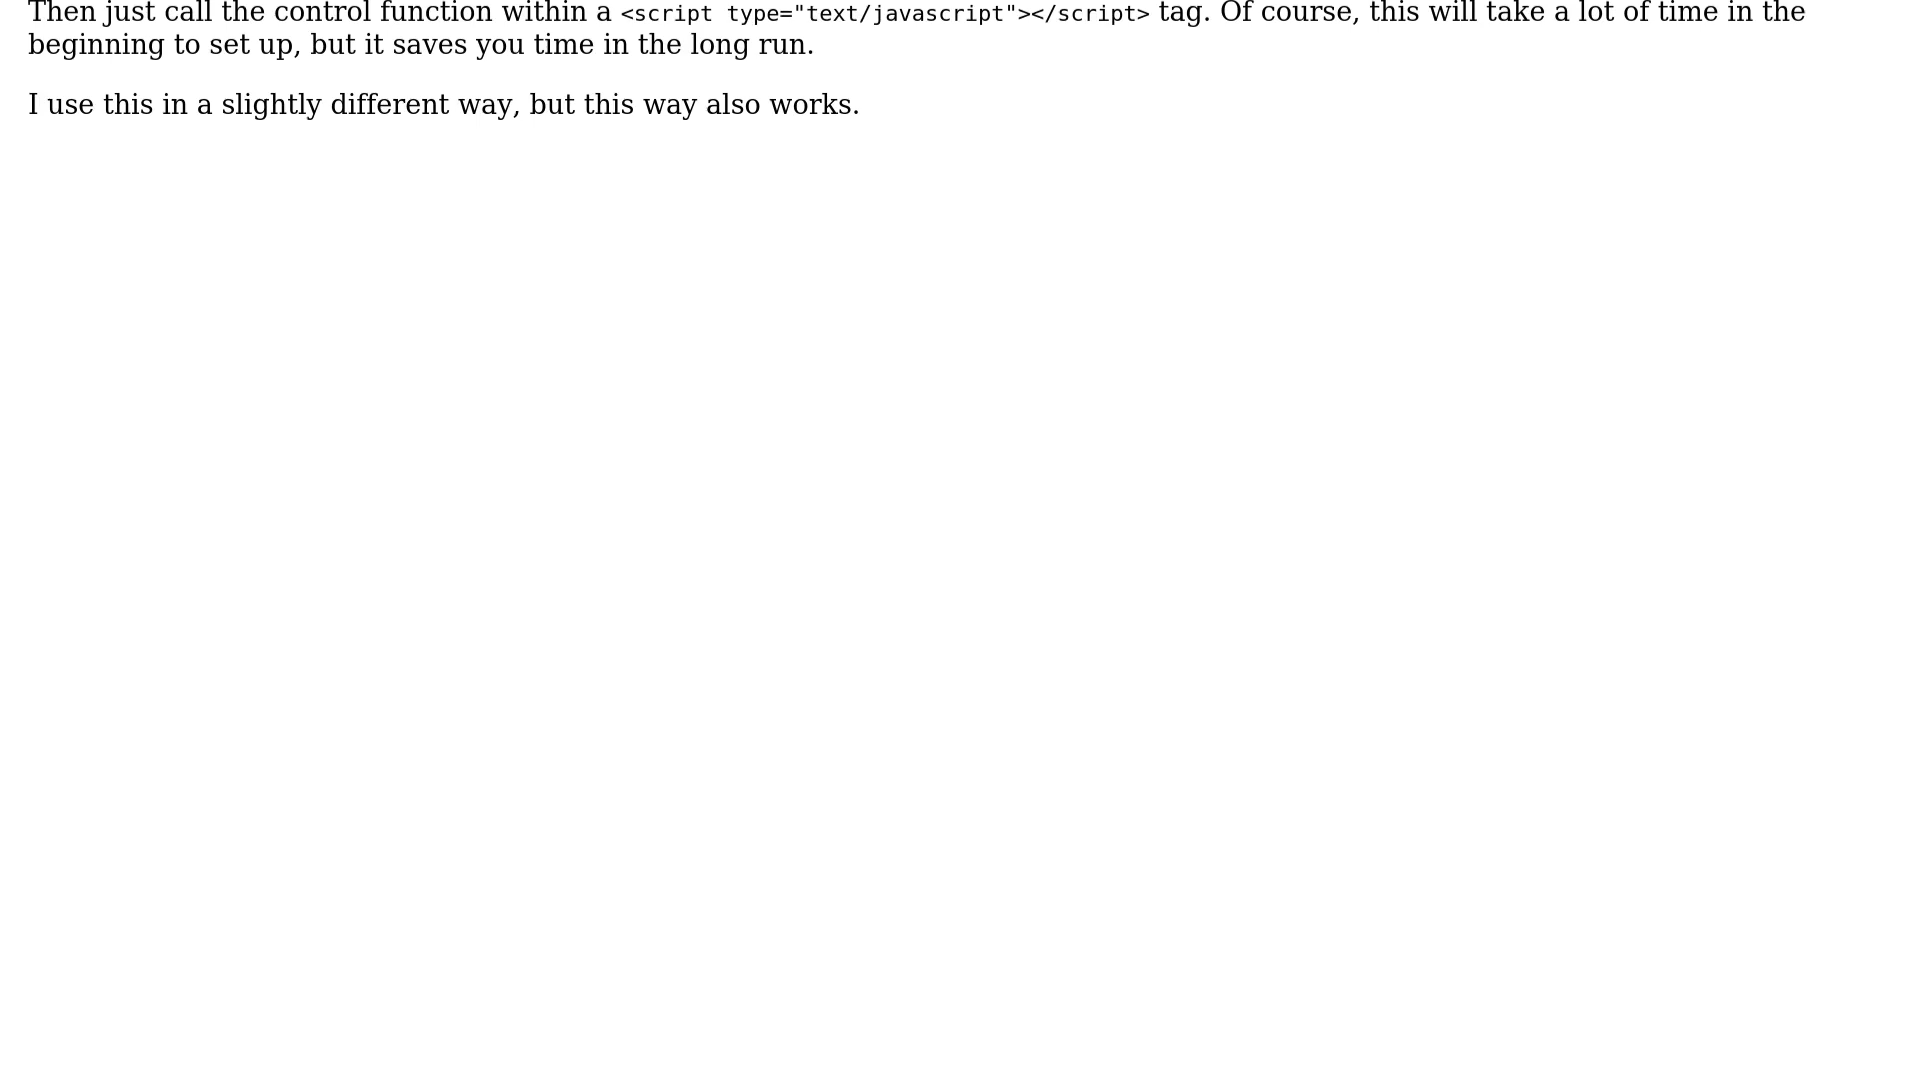 Then just call the control function within a <script type="text/javascript"></script> tag. Of course, this will take a lot of time in the
beginning to set up, but it saves you time in the long run.
I use this in a slightly different way, but this way also works.